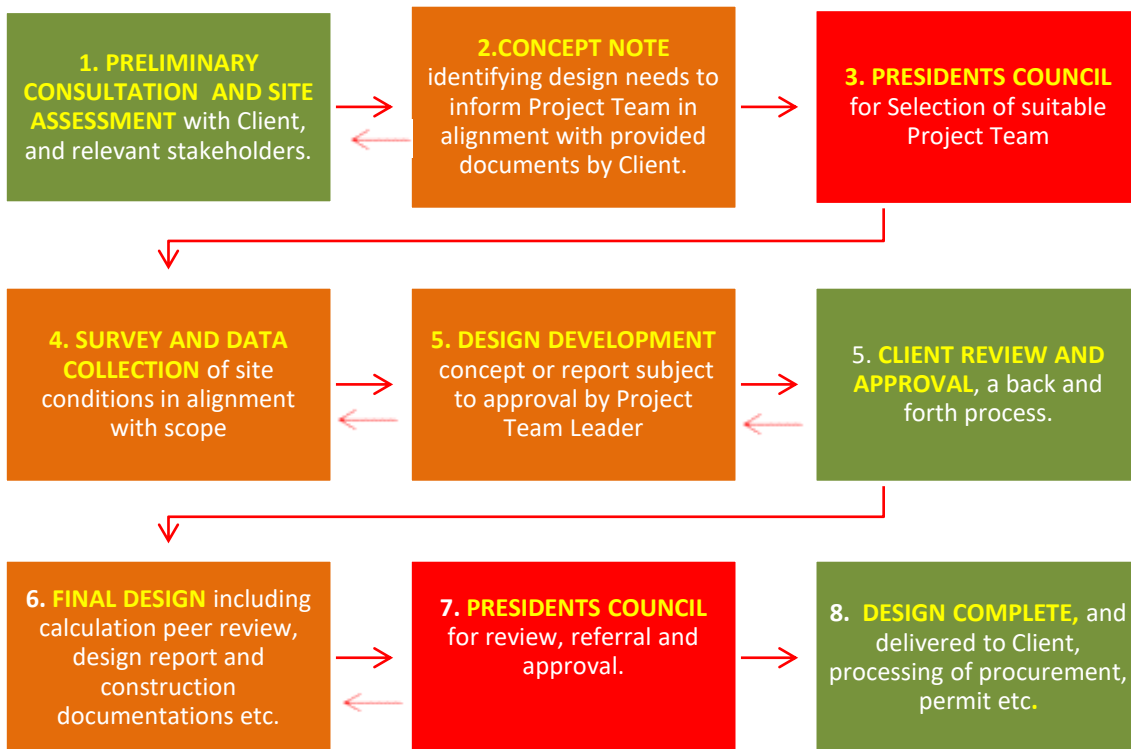 1. PRELIMINARY
CONSULTATION AND SITE
ASSESSMENT with Client,
and relevant stakeholders.
2.CONCEPT NOTE
identifying design needs to
inform Project Team in
alignment with provided
documents by Client.
3. PRESIDENTS COUNCIL
for Selection of suitable
Project Team
4. SURVEY AND DATA
COLLECTION of site
conditions in alignment
with scope
5. DESIGN DEVELOPMENT
concept or report subject
to approval by Project
Team Leader
5. CLIENT REVIEW AND
APPROVAL, a back and
forth process.
6. FINAL DESIGN including
calculation peer review,
design report and
construction
documentations etc.
7. PRESIDENTS COUNCIL
for review, referral and
approval.
8. DESIGN COMPLETE, and
delivered to Client,
processing of procurement,
permit etc.